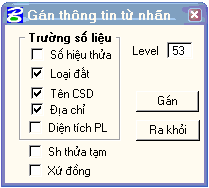 Gán thông tin từ nhãn
Trường số liệu
Số hiệu thửa
Level 53
Loại đất
Tên CSD
Địa chỉ
Gán
Diện tích PL
Ra khỏi
Sh thửa tạm
Xứ đồng